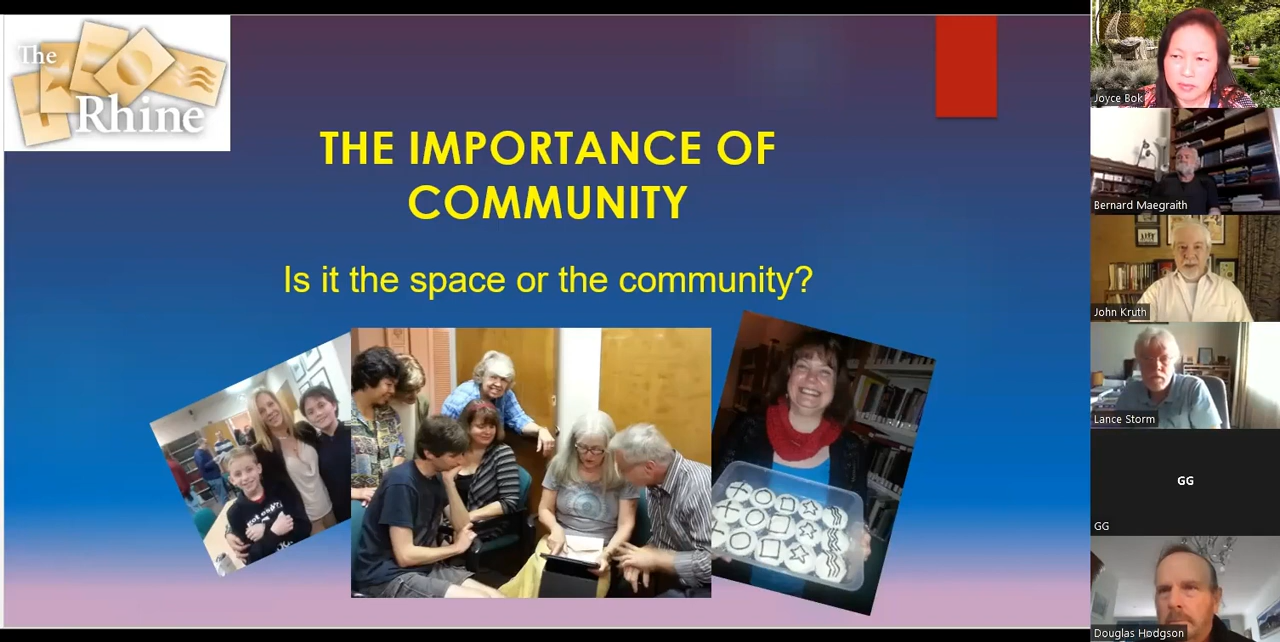 The
Rhine
THE IMPORTANCE OF
COMMUNITY
Is it the space or the community?
Joyce Bok
Bernard Maegraith
John Kruth
Lance Storm
GG
GG
Douglas Hodgson